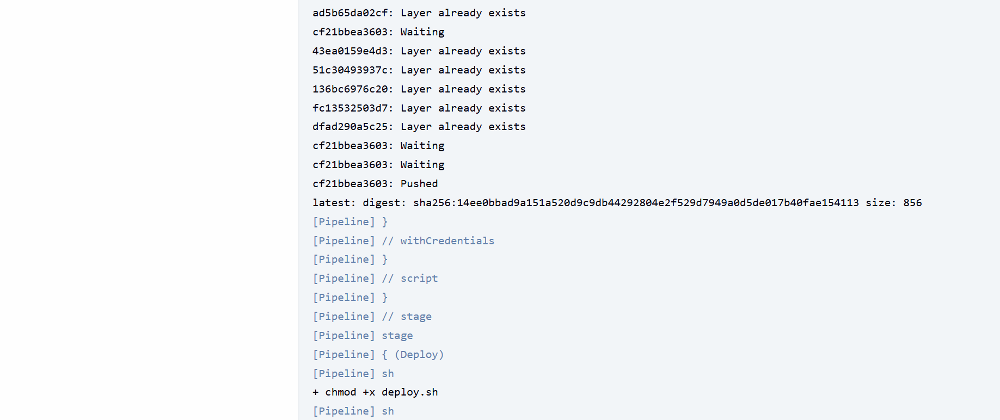 ad5b65da02cf: Layer already exists
cf21bbea3603: Waiting
43ea0159e4d3: Layer already exists
51c30493937c: Layer already exists
136bc6976c20: Layer already exists
fc13532503d7: Layer already exists
dfad290a5c25: Layer already exists
cf21bbea3603: Waiting
cf21bbea3603: Waiting
cf21bbea3603: Pushed
latest: digest: sha256:14ee0bbad9a151a520d9c9db44292804e2f529d7949a0d5de017b40fae154113 size: 856
[Pipeline] }
[Pipeline] // withCredentials
[Pipeline] }
[Pipeline] // script
[Pipeline] }
[Pipeline] // stage
[Pipeline] stage
[Pipeline] { (Deploy)
[Pipeline] sh
+ chmod +x deploy.sh
[Pipeline] sh